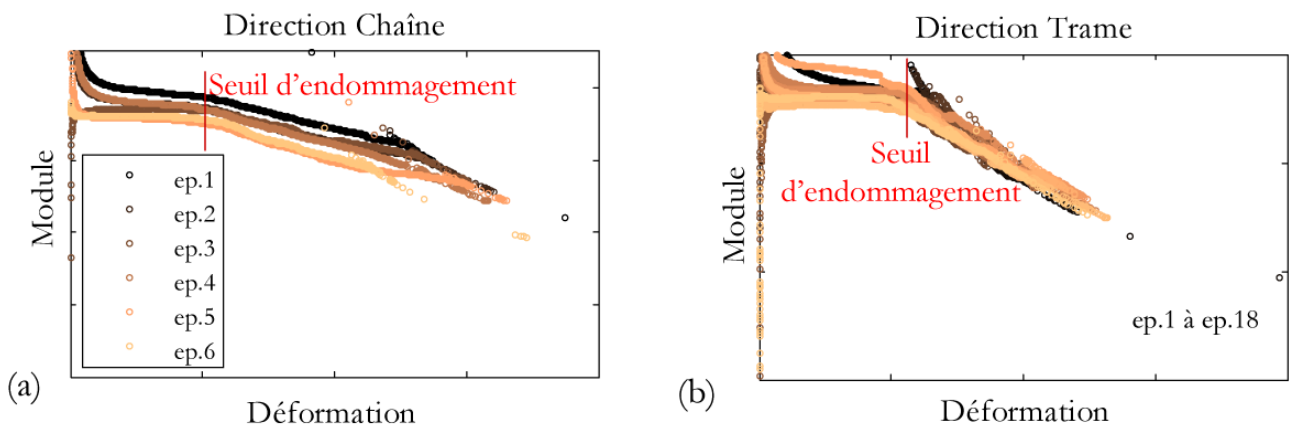 Direction Chaîne
Seuil d'endommagement
Module
ep.1
ep.2
ep.3
ep.4
ep.5
ep.6
(a)
Déformation
Direction Trame
Seuil
d'endommagement
Module
ep.1 à ep.18
(b)
Déformation